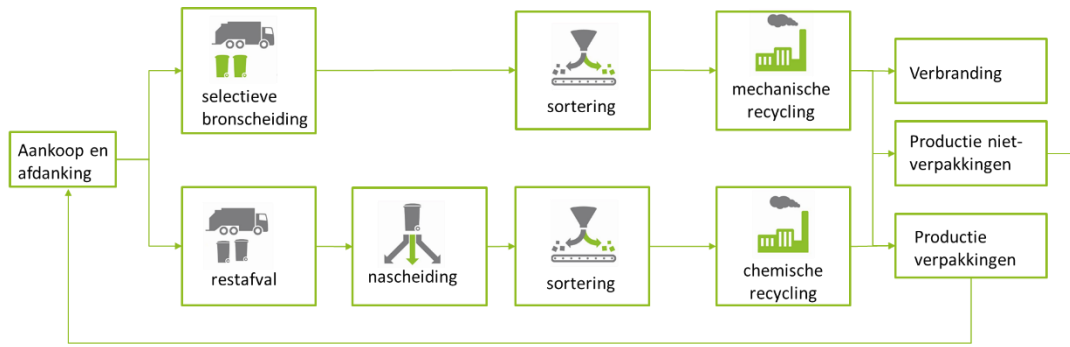 Aankoop en
afdanking
selectieve
bronscheiding
sortering
mechanische
recycling
Verbranding
Productie niet-
verpakkingen
restafval
nascheiding
sortering
chemische
recycling
Productie
verpakkingen